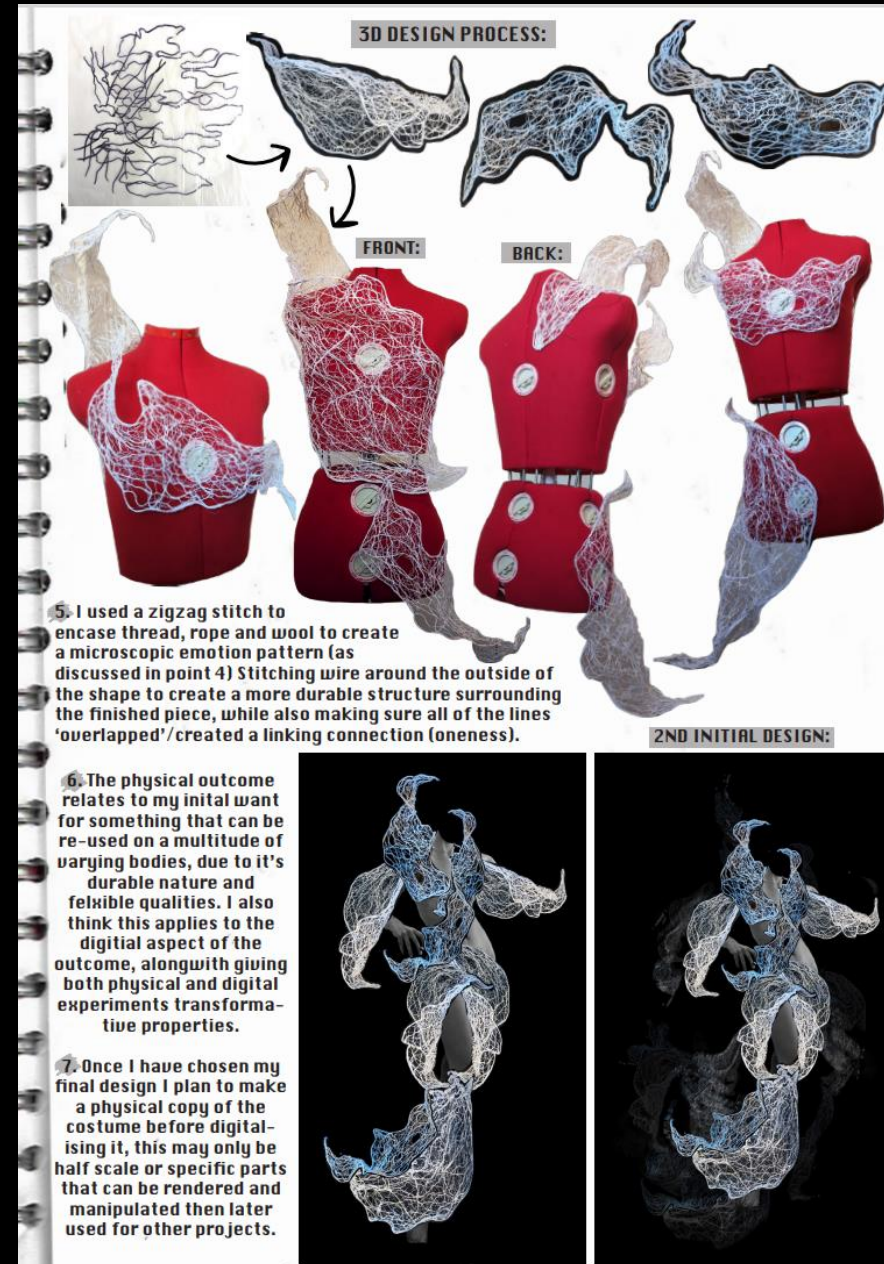 3D DESIGN PROCESS:
FRONT:
BACK:
5. I used a zigzag stitch to
encase thread, rope and wool to create
a microscopic emotion pattern (as
discussed in point 4) Stitching wire around the outside of
the shape to create a more durable structure surrounding
the finished piece, while also making sure all of the lines
‘overlapped’/created a linking connection (oneness).
2ND INITIAL DESIGN:
6. The physical outcome
relates to my inital want
for something that can be
re-used on a multitude of
varying bodies, due to it’s
durable nature and
felxible qualities. I also
think this applies to the
digitial aspect of the
outcome, alongwith giving
both physical and digital
experiments transforma-
tive properties.
7. Once I have chosen my
final design I plan to make
a physical copy of the
costume before digital-
ising it, this may only be
half scale or specific parts
that can be rendered and
manipulated then later
used for other projects.